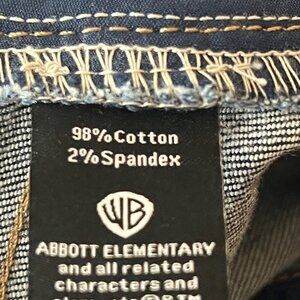 98% Cotton
2% Spandex
WB
ABBOTT ELEMENTARY
and all related
characters and